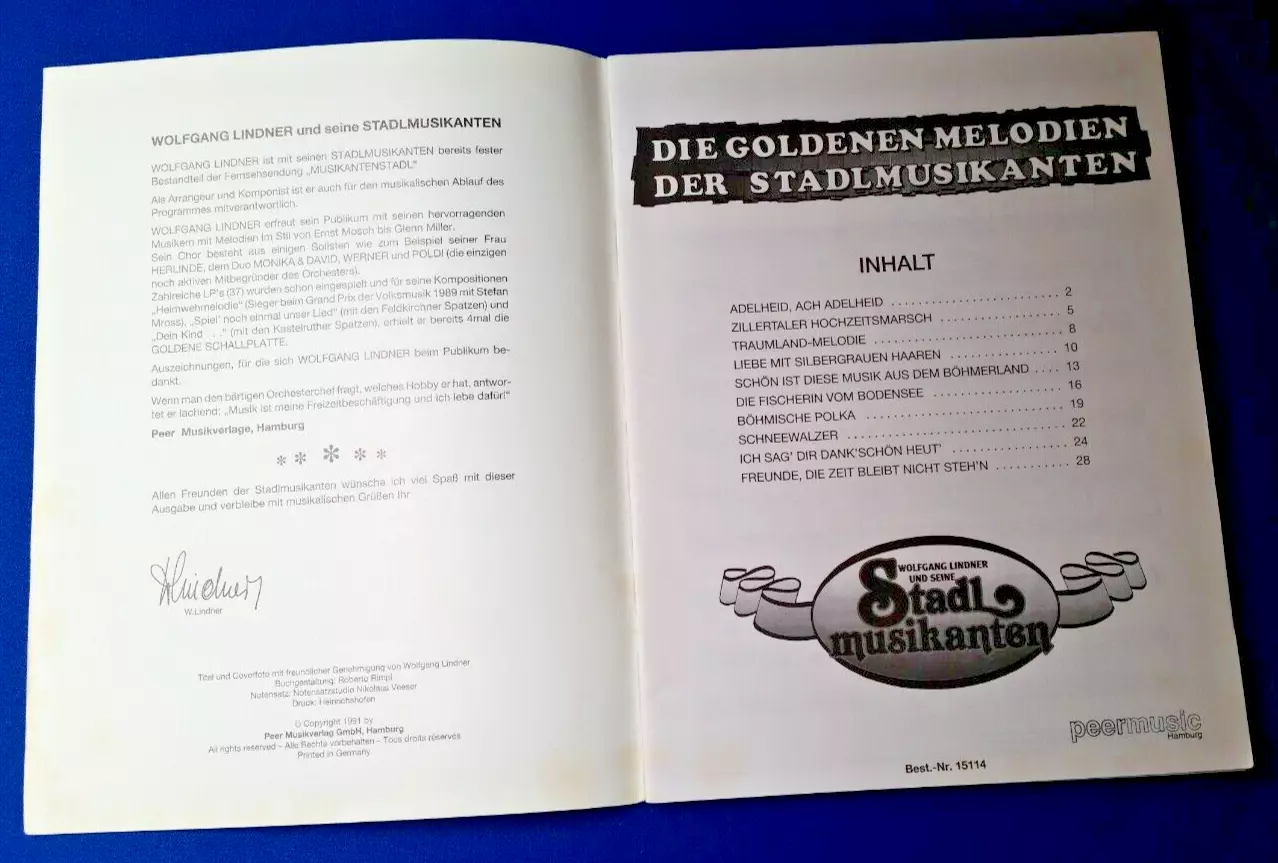 WOLFGANG LINDNER und seine STADLMUSIKANTEN
WOLFGANG LINDNER ist mit seinen STADLMUSIKANTEN bereits fester
Bestandteil der Fernsehsendung „MUSIKANTENSTADL“
Als Arrangeur und Komponist ist er auch für den musikalischen Ablauf des
Programmes mitverantwortlich.
WOLFGANG LINDNER erfreut sein Publikum mit seinen hervorragenden
Musikern mit Melodien im Stil von Ernst Mosch bis Glenn Miller.
Sein Chor besteht aus einigen Solisten wie zum Beispiel seiner Frau
HERLINDE, dem Duo MONIKA & DAVID, WERNER und POLDI (die einzigen
noch aktiven Mitbegründer des Orchesters).
Zahlreiche LP's (37) wurden schon eingespielt und für seine Kompositionen
„Heimwehmelodie“ (Sieger beim Grand Prix der Volksmusik 1989 mit Stefan
Mross), „Spiel' noch einmal unser Lied“ (mit den Feldkirchner Spatzen) und
„Dein Kind . . .“ (mit den Kastelruther Spatzen), erhielt er bereits 4mal die
GOLDENE SCHALLPLATTE.
Auszeichnungen, für die sich WOLFGANG LINDNER beim Publikum be-
dankt.
Wenn man den bärtigen Orchesterchef fragt, welches Hobby er hat, antwor-
tet er lachend: „Musik ist meine Freizeitbeschäftigung und ich lebe dafür!“
Peer Musikverlage, Hamburg
* * * * *
Allen Freunden der Stadlmusikanten wünsche ich viel Spaß mit dieser
Ausgabe und verbleibe mit musikalischen Grüßen Ihr
WLindner
W.Lindner
Titel und Coverfoto mit freundlicher Genehmigung von Wolfgang Lindner
Buchgestaltung: Roberto Rimpl
Notensatz: Notensatzstudio Nikolaus Veeser
Druck: Heinrichshofen
© Copyright 1991 by
Peer Musikverlag GmbH, Hamburg
All rights reserved – Alle Rechte vorbehalten – Tous droits réservés
Printed in Germany
DIE GOLDENEN MELODIEN
DER STADLMUSIKANTEN
INHALT
ADELHEID, ACH ADELHEID . . . . . . . . . . . . . . . . . . . . . . . . . 2
ZILLERTALER HOCHZEITSMARSCH . . . . . . . . . . . . . . . . . . 5
TRAUMLAND-MELODIE . . . . . . . . . . . . . . . . . . . . . . . . . . . . 8
LIEBE MIT SILBERGRAUEN HAAREN . . . . . . . . . . . . . . . . 10
SCHÖN IST DIESE MUSIK AUS DEM BÖHMERLAND . . . . 13
DIE FISCHERIN VOM BODENSEE . . . . . . . . . . . . . . . . . . . 16
BÖHMISCHE POLKA . . . . . . . . . . . . . . . . . . . . . . . . . . . . . . 19
SCHNEEWALZER . . . . . . . . . . . . . . . . . . . . . . . . . . . . . . . . . 22
ICH SAG' DIR DANK'SCHÖN HEUT' . . . . . . . . . . . . . . . . . . 24
FREUNDE, DIE ZEIT BLEIBT NICHT STEH'N . . . . . . . . . . . 28
WOLFGANG LINDNER
UND SEINE
Stadl
musikanten
peermusic
Hamburg
Best.-Nr. 15114